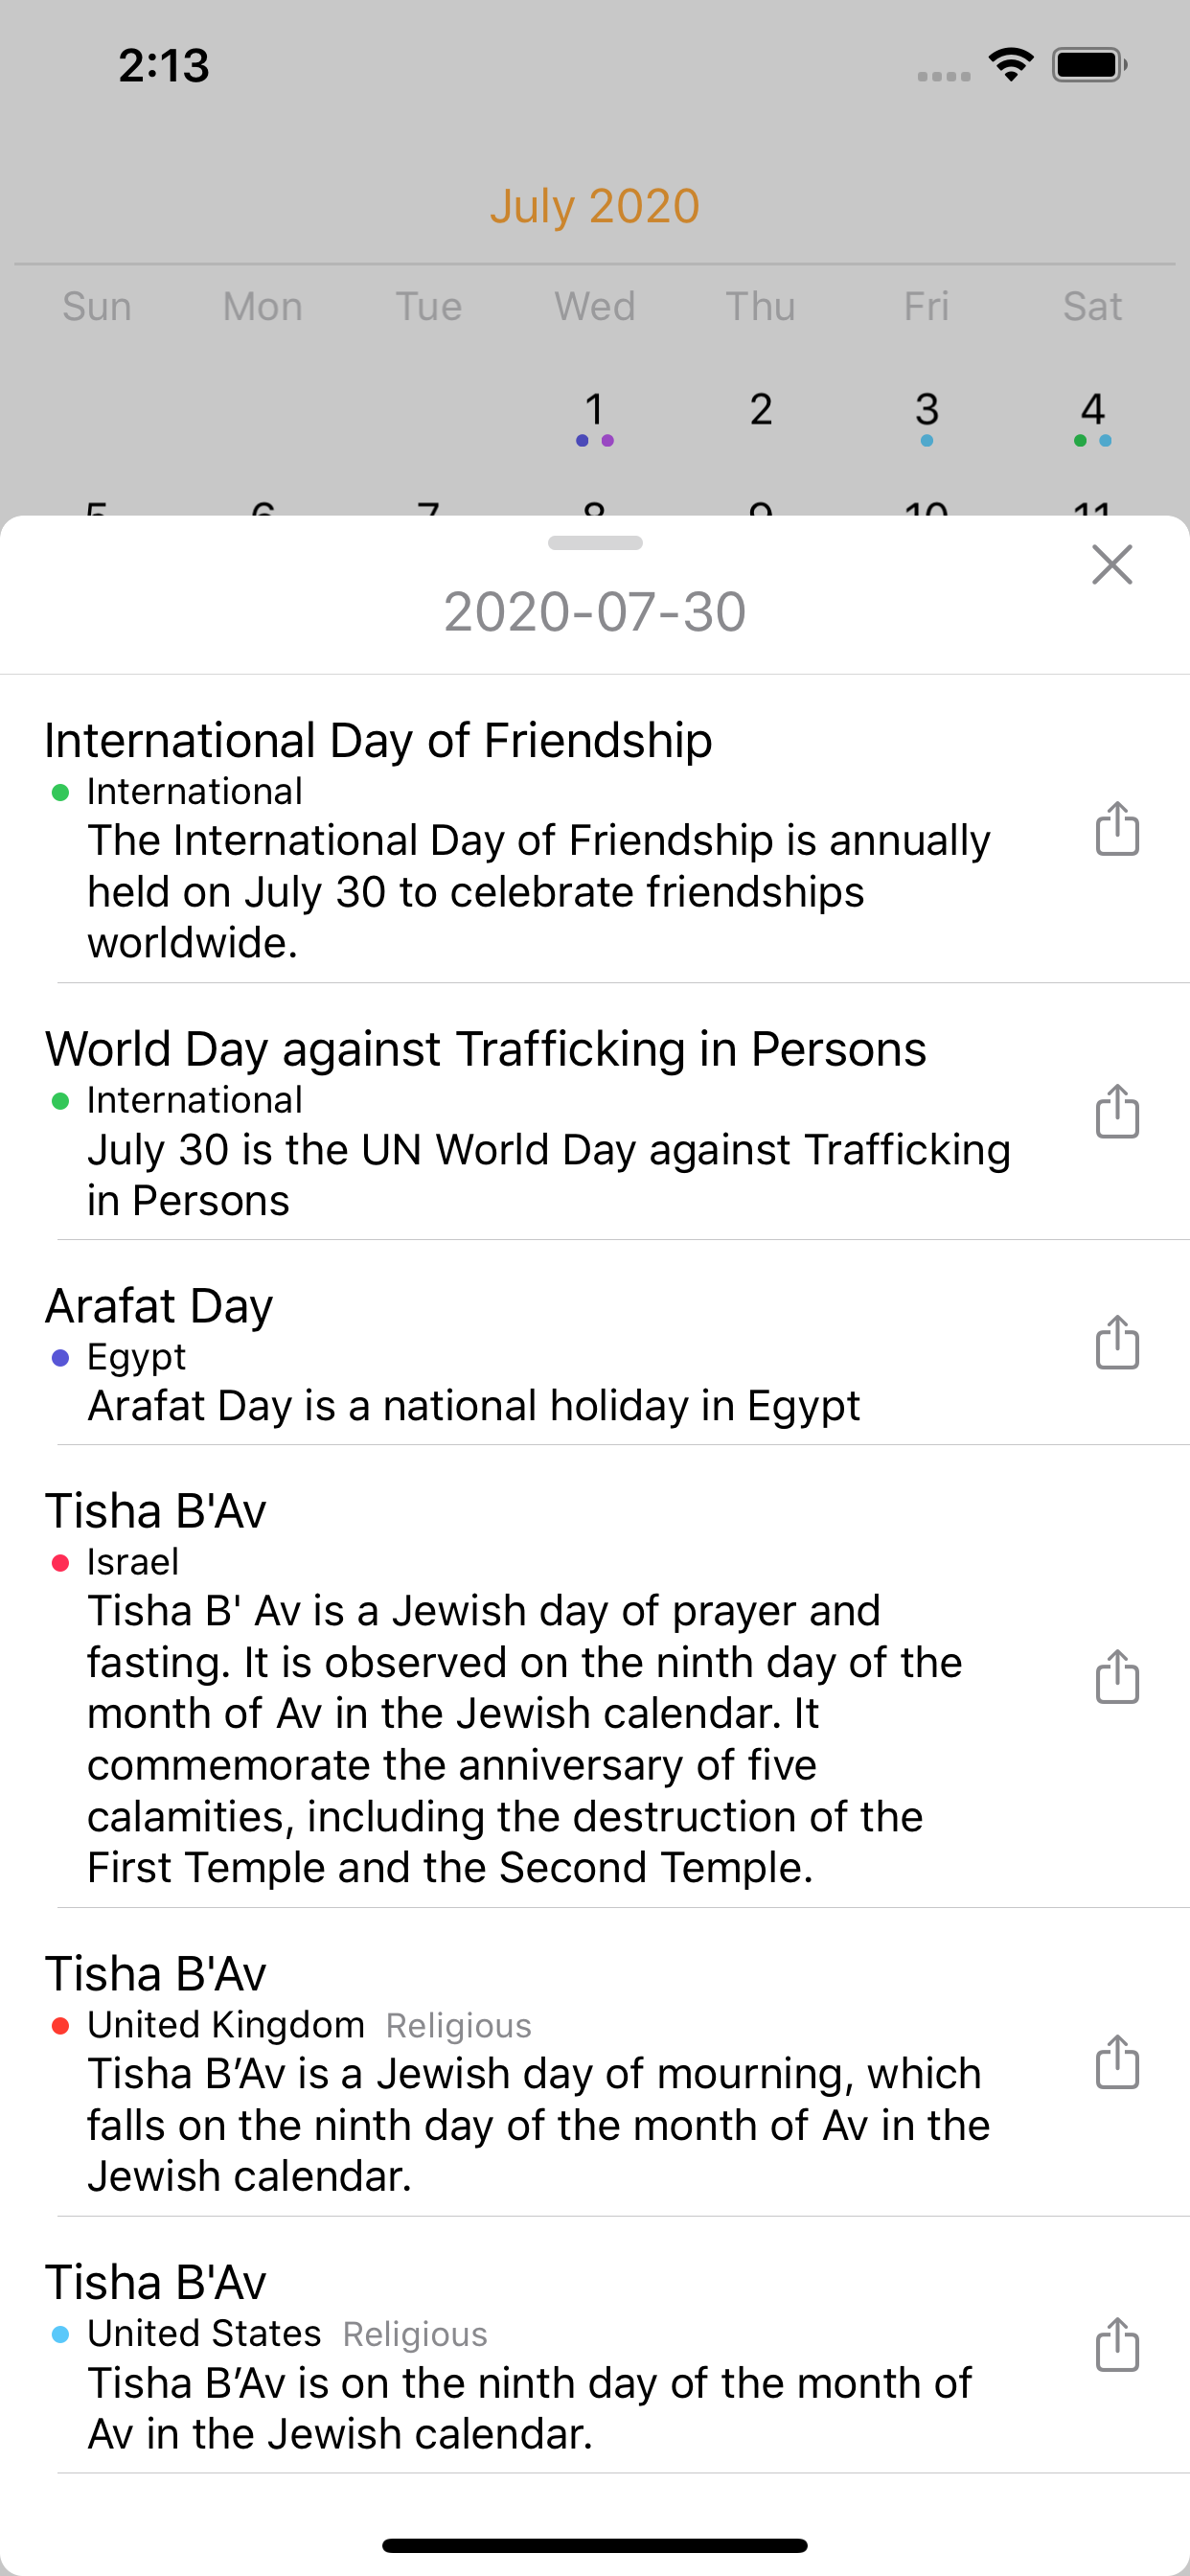 2:13
July 2020
Sun Mon Tue Wed Thu Fri Sat
1 2 3 4
5 6 7 8 9 10 11
2020-07-30
International Day of Friendship
International
The International Day of Friendship is annually
held on July 30 to celebrate friendships
worldwide.
World Day against Trafficking in Persons
International
July 30 is the UN World Day against Trafficking
in Persons
Arafat Day
Egypt
Arafat Day is a national holiday in Egypt
Tisha B'Av
Israel
Tisha B' Av is a Jewish day of prayer and
fasting. It is observed on the ninth day of the
month of Av in the Jewish calendar. It
commemorate the anniversary of five
calamities, including the destruction of the
First Temple and the Second Temple.
Tisha B'Av
United Kingdom Religious
Tisha B’Av is a Jewish day of mourning, which
falls on the ninth day of the month of Av in the
Jewish calendar.
Tisha B'Av
United States Religious
Tisha B’Av is on the ninth day of the month of
Av in the Jewish calendar.